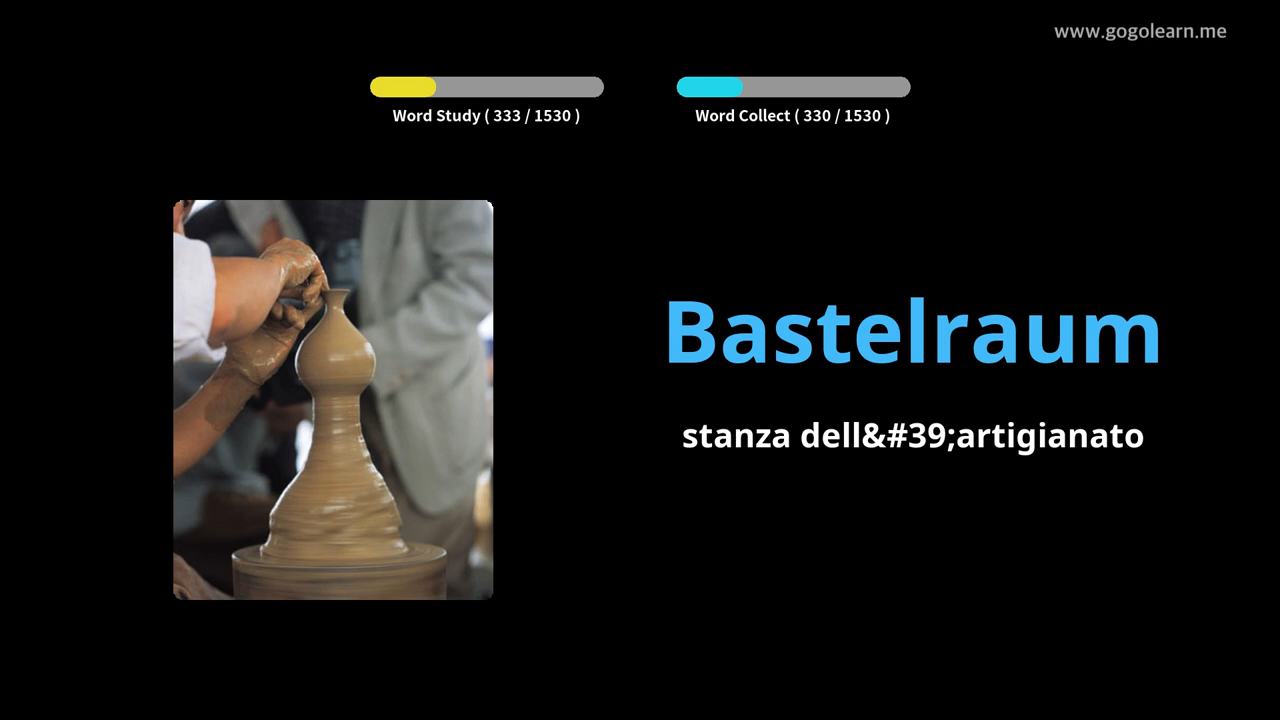 www.gogolearn.me
Word Study ( 333 / 1530 )
Word Collect ( 330 / 1530 )
Bastelraum
stanza dell&#39;artigianato